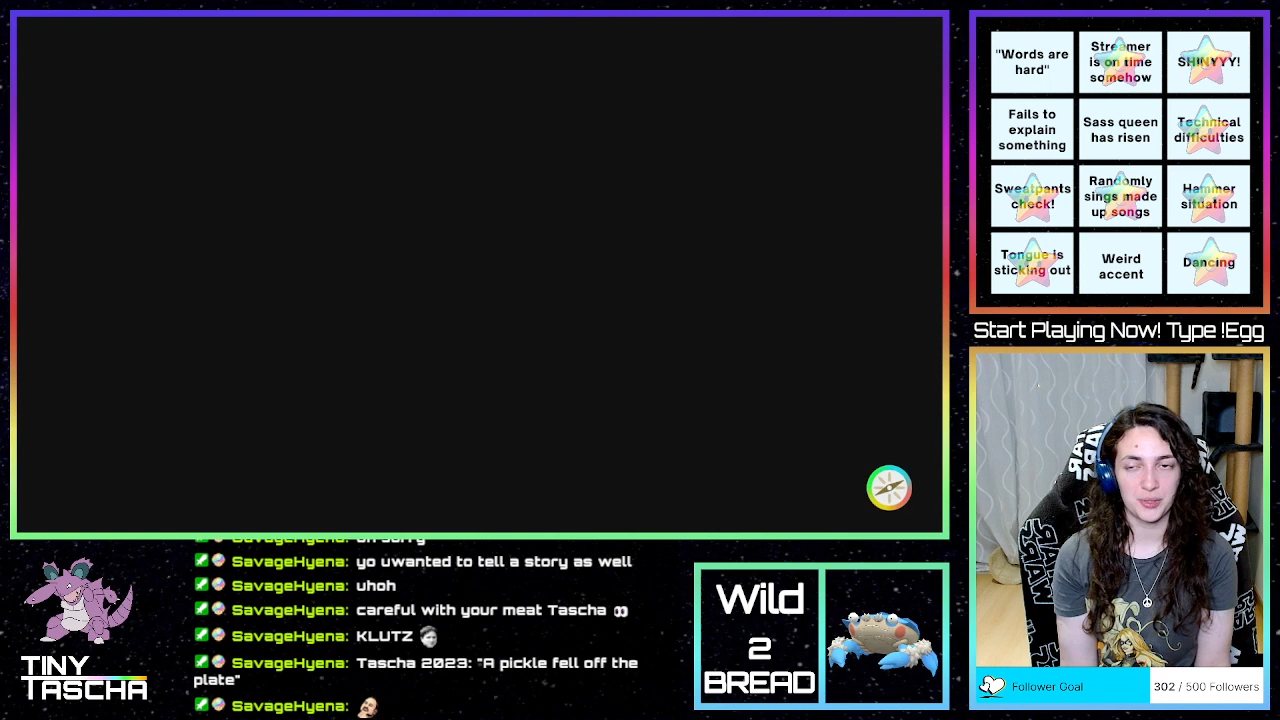 "Words are
hard"
Streamer
is on time
somehow
SHINYYY!
Fails to
explain
something
Sass queen
has risen
Technical
difficulties
Sweatpants
check!
Randomly
sings made
up songs
Hammer
situation
Tongue is
sticking out
Weird
accent
Dancing
Start Playing Now! Type !Egg
SavageHyena: oh sorry
SavageHyena: yo uwanted to tell a story as well
SavageHyena: uhoh
SavageHyena: careful with your meat Tascha
SavageHyena: KLUTZ
SavageHyena: Tascha 2023: "A pickle fell off the
plate"
SavageHyena:
TINY
TASCHA
Wild
2
BREAD
Follower Goal
302 / 500 Followers